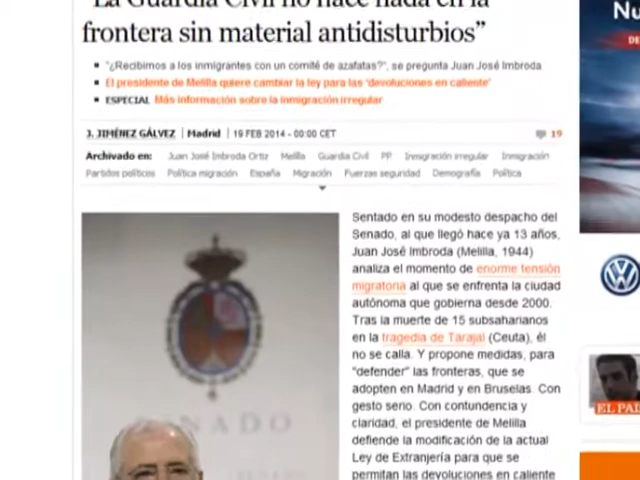 "La Guardia Civil no hace nada en la
frontera sin material antidisturbios”
"¿Recibimos a los inmigrantes con un comité de azafatas?", se pregunta Juan José Imbroda
El presidente de Melilla quiere cambiar la ley para las 'devoluciones en caliente'
ESPECIAL Más información sobre la inmigración irregular
J. JIMÉNEZ GÁLVEZ | Madrid | 19 FEB 2014 - 00:00 CET
19
Archivado en: Juan José Imbroda Ortiz Melilla Guardia Civil PP Inmigración irregular Inmigración
Partidos políticos Política migración España Migración Fuerzas seguridad Demografía Política
Sentado en su modesto despacho del
Senado, al que llegó hace ya 13 años,
Juan José Imbroda (Melilla, 1944)
analiza el momento de enorme tensión
migratoria al que se enfrenta la ciudad
autónoma que gobierna desde 2000.
Tras la muerte de 15 subsaharianos
en la tragedia de Tarajal (Ceuta), él
no se calla. Y propone medidas, para
"defender" las fronteras, que se
adopten en Madrid y en Bruselas. Con
gesto serio. Con contundencia y
claridad, el presidente de Melilla
defiende la modificación de la actual
Ley de Extranjería para que se
permitan las devoluciones en caliente
SENADO
Nu
DE
EL PAÍ